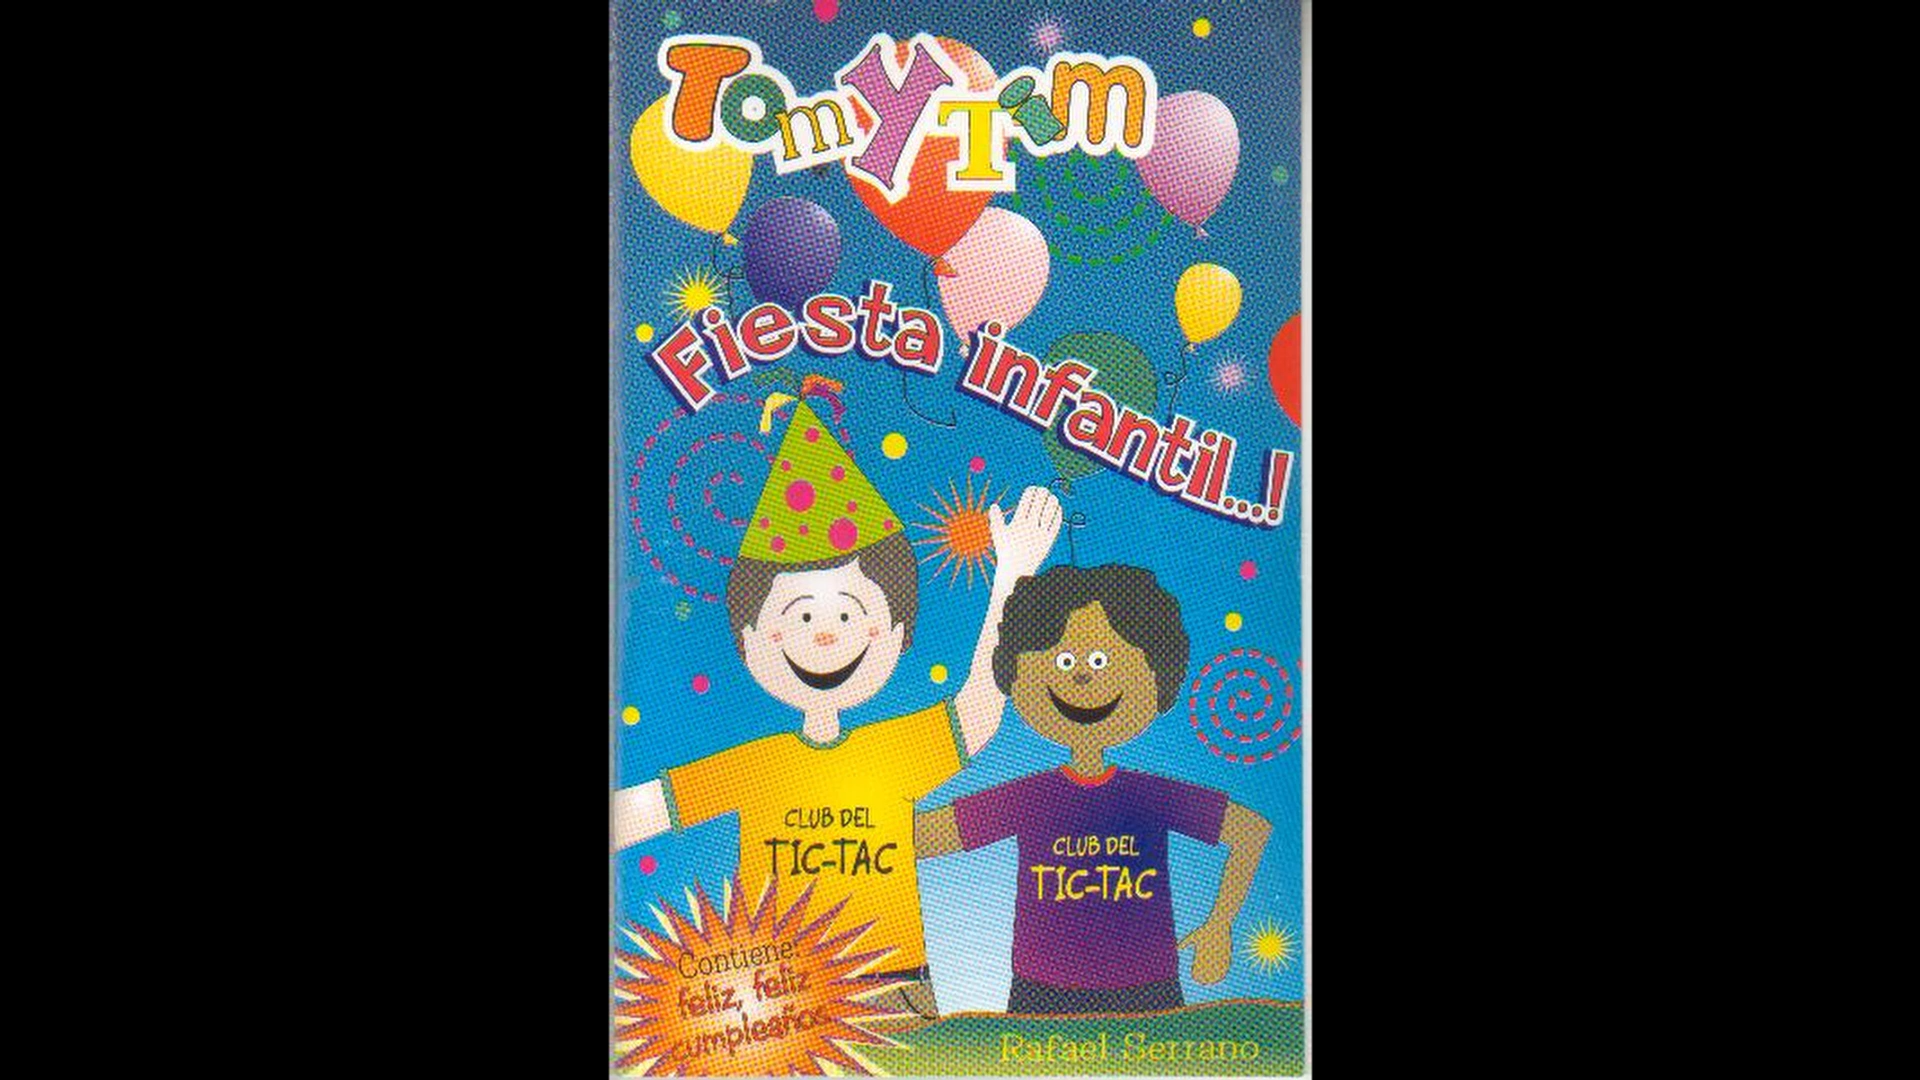 Tom Y Tim
Fiesta infantil...!
CLUB DEL
TIC-TAC
CLUB DEL
TIC-TAC
Contiene:
feliz, feliz
cumpleaños
Rafael Serrano